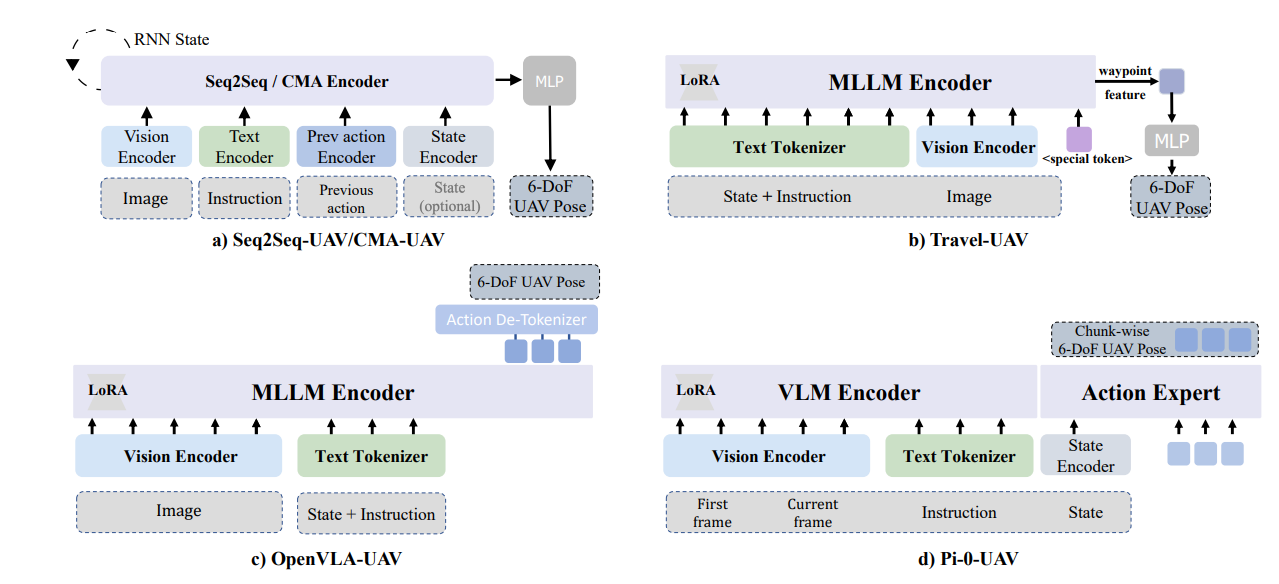 RNN State
Seq2Seq / CMA Encoder
MLP
Vision
Encoder
Text
Encoder
Prev action
Encoder
State
Encoder
Image
Instruction
Previous
action
State
(optional)
6-DoF
UAV Pose
a) Seq2Seq-UAV/CMA-UAV
LoRA
MLLM Encoder
waypoint
feature
Text Tokenizer
Vision Encoder
<special token>
MLP
State + Instruction
Image
6-DoF
UAV Pose
b) Travel-UAV
6-DoF UAV Pose
Action De-Tokenizer
LoRA
MLLM Encoder
Vision Encoder
Text Tokenizer
Image
State + Instruction
c) OpenVLA-UAV
Chunk-wise
6-DoF UAV Pose
LoRA
VLM Encoder
Action Expert
Vision Encoder
Text Tokenizer
State
Encoder
First
frame
Current
frame
Instruction
State
d) Pi-0-UAV